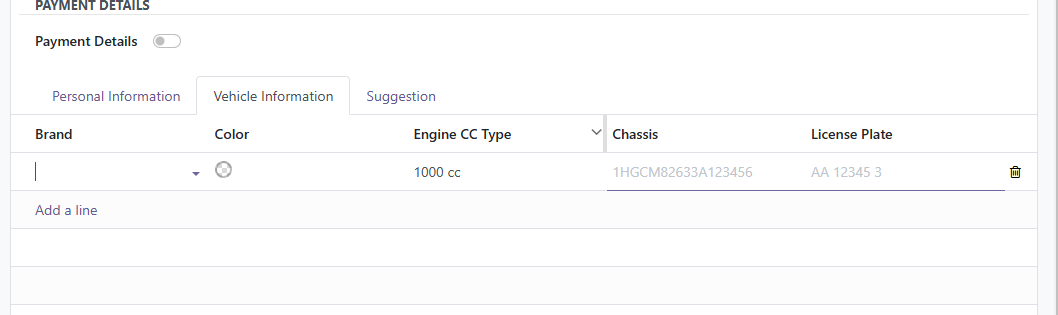 PAYMENT DETAILS
Payment Details
Personal Information Vehicle Information Suggestion
Brand Color Engine CC Type Chassis License Plate
1000 cc 1HGCM82633A123456 AA 12345 3
Add a line